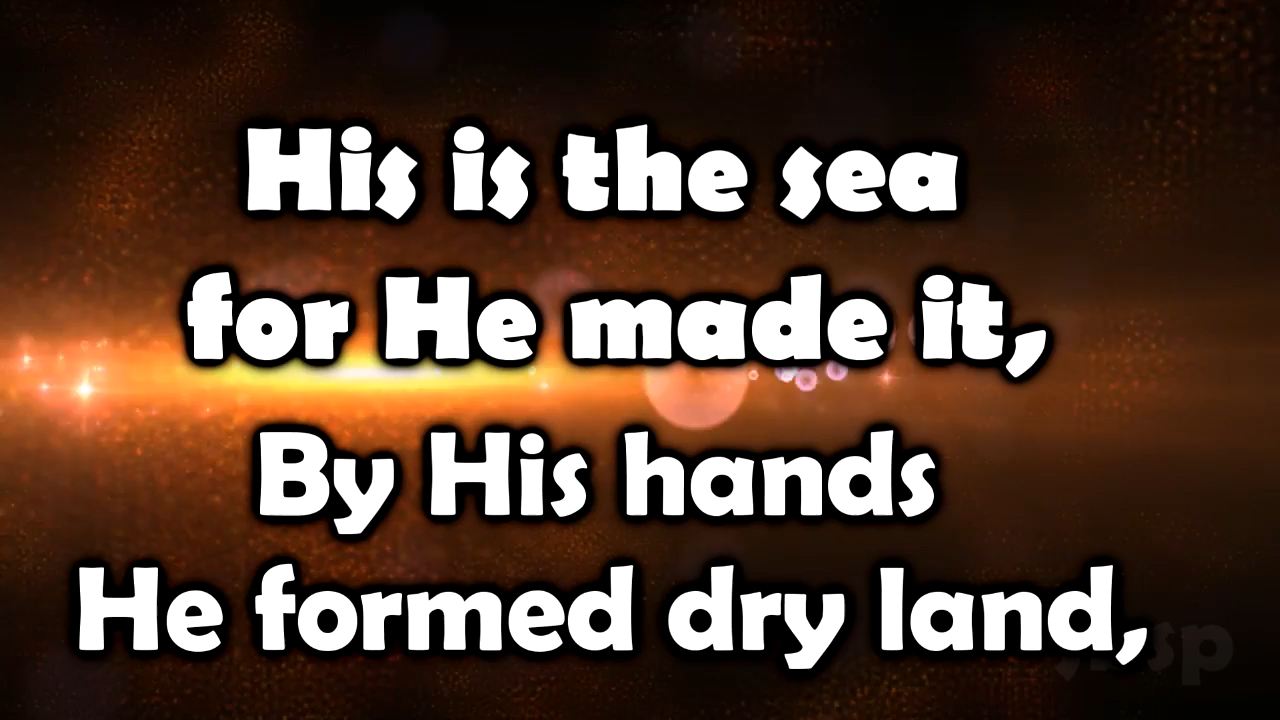 His is the sea
for He made it,
By His hands
He formed dry land,